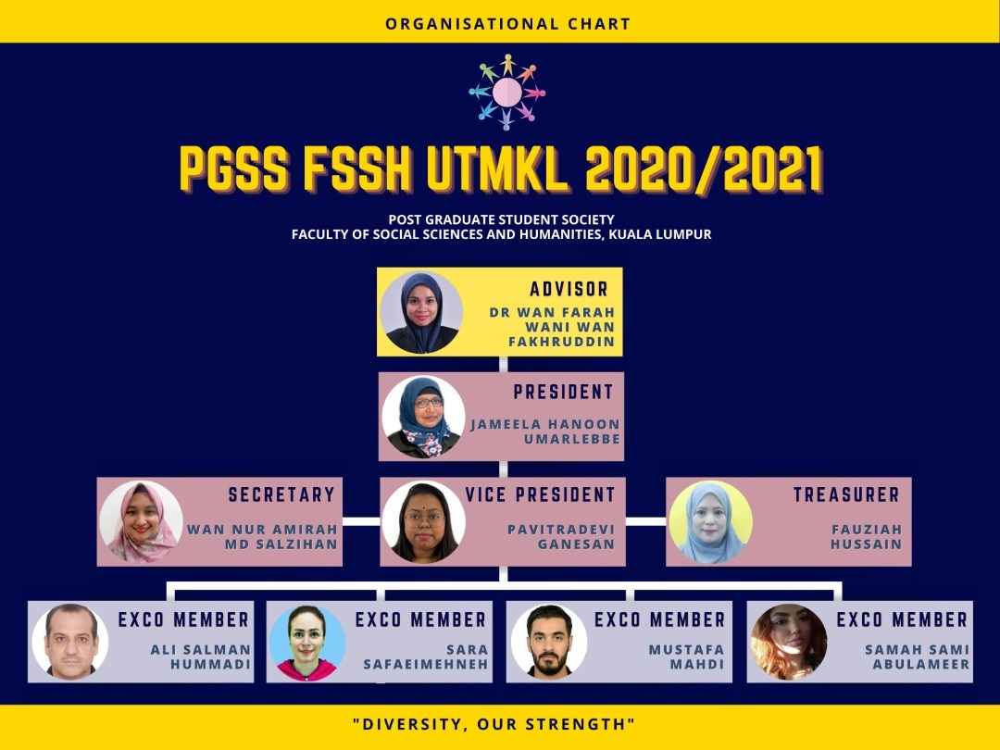 ORGANISATIONAL CHART
PGSS FSSH UTMKL 2020/2021
POST GRADUATE STUDENT SOCIETY
FACULTY OF SOCIAL SCIENCES AND HUMANITIES, KUALA LUMPUR
ADVISOR
DR WAN FARAH
WANI WAN
FAKHRUDDIN
PRESIDENT
JAMEELA HANOON
UMARLEBBE
SECRETARY
WAN NUR AMIRAH
MD SALZIHAN
VICE PRESIDENT
PAVITRADEVI
GANESAN
TREASURER
FAUZIAH
HUSSAIN
EXCO MEMBER
ALI SALMAN
HUMMADI
EXCO MEMBER
SARA
SAFAEIMEHNEH
EXCO MEMBER
MUSTAFA
MAHDI
EXCO MEMBER
SAMAH SAMI
ABULAMEER
"DIVERSITY, OUR STRENGTH"